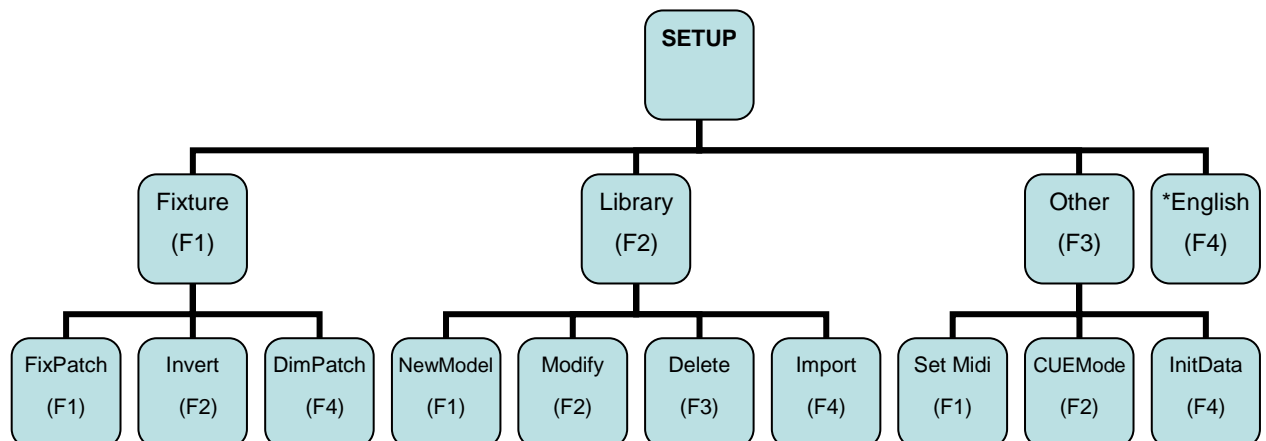 SETUP
Fixture
(F1)
Library
(F2)
Other
(F3)
*English
(F4)
FixPatch
(F1)
Invert
(F2)
DimPatch
(F4)
NewModel
(F1)
Modify
(F2)
Delete
(F3)
Import
(F4)
Set Midi
(F1)
CUEMode
(F2)
InitData
(F4)